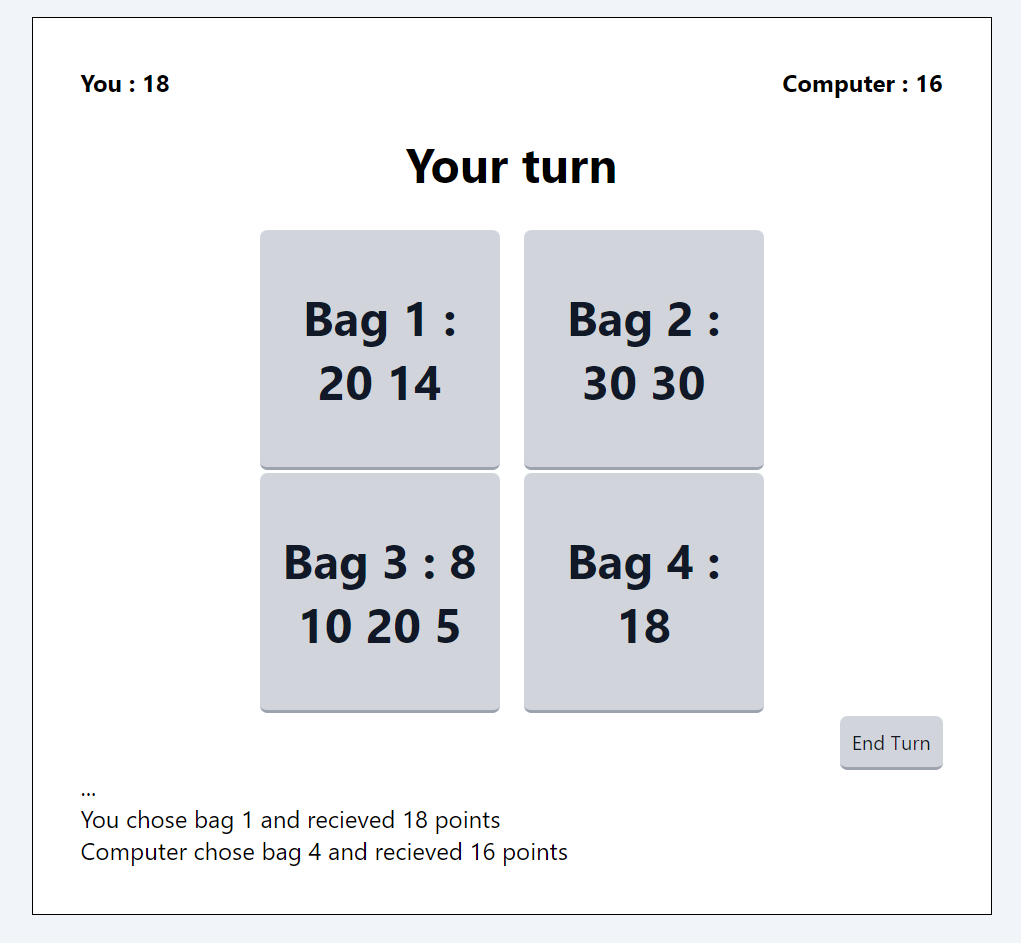 You : 18
Computer : 16
Your turn
Bag 1 :
20 14
Bag 2 :
30 30
Bag 3 : 8
10 20 5
Bag 4 :
18
End Turn
...
You chose bag 1 and recieved 18 points
Computer chose bag 4 and recieved 16 points